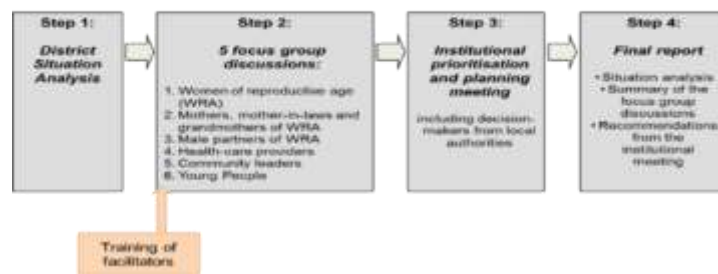 Step 1:
District
Situation
Analysis
Step 2:
5 focus group
discussions:
1. Women of reproductive age
(WRA)
2. Mothers, mother-in-laws and
grandmothers of WRA
3. Male partners of WRA
4. Health-care providers
5. Community leaders
6. Young People
Step 3:
Institutional
prioritisation
and planning
meeting
including decision-
makers from local
authorities
Step 4:
Final report
• Situation analysis
• Summary of the
focus group
discussions
• Recommendations
from the
institutional
meeting
Training of
facilitators